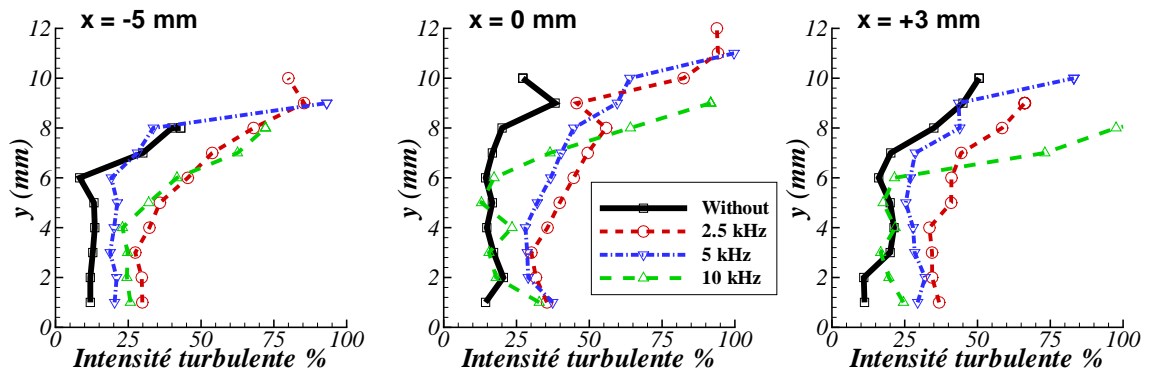 x = -5 mm
x = 0 mm
x = +3 mm
y (mm)
12
10
8
6
4
2
0
0
25
50
75
100
Intensité turbulente %
y (mm)
12
10
8
6
4
2
0
0
25
50
75
100
Intensité turbulente %
Without
2.5 kHz
5 kHz
10 kHz
y (mm)
12
10
8
6
4
2
0
0
25
50
75
100
Intensité turbulente %